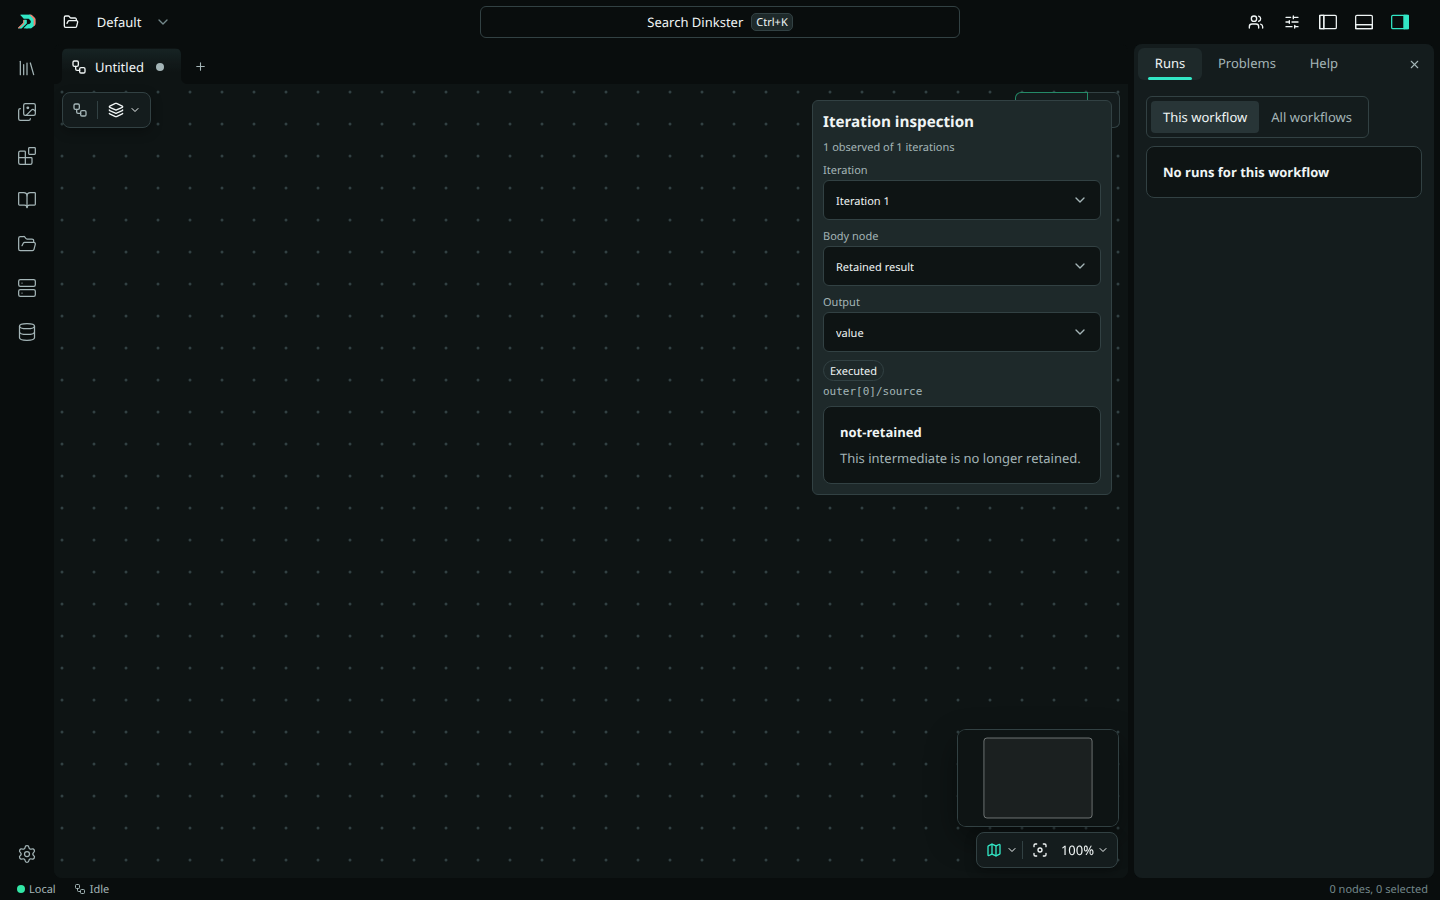 Default
Search Dinkster Ctrl+K
Untitled
Runs
Problems
Help
This workflow
All workflows
No runs for this workflow
Iteration inspection
1 observed of 1 iterations
Iteration
Iteration 1
Body node
Retained result
Output
value
Executed
outer[0]/source
not-retained
This intermediate is no longer retained.
100%
Local
Idle
0 nodes, 0 selected